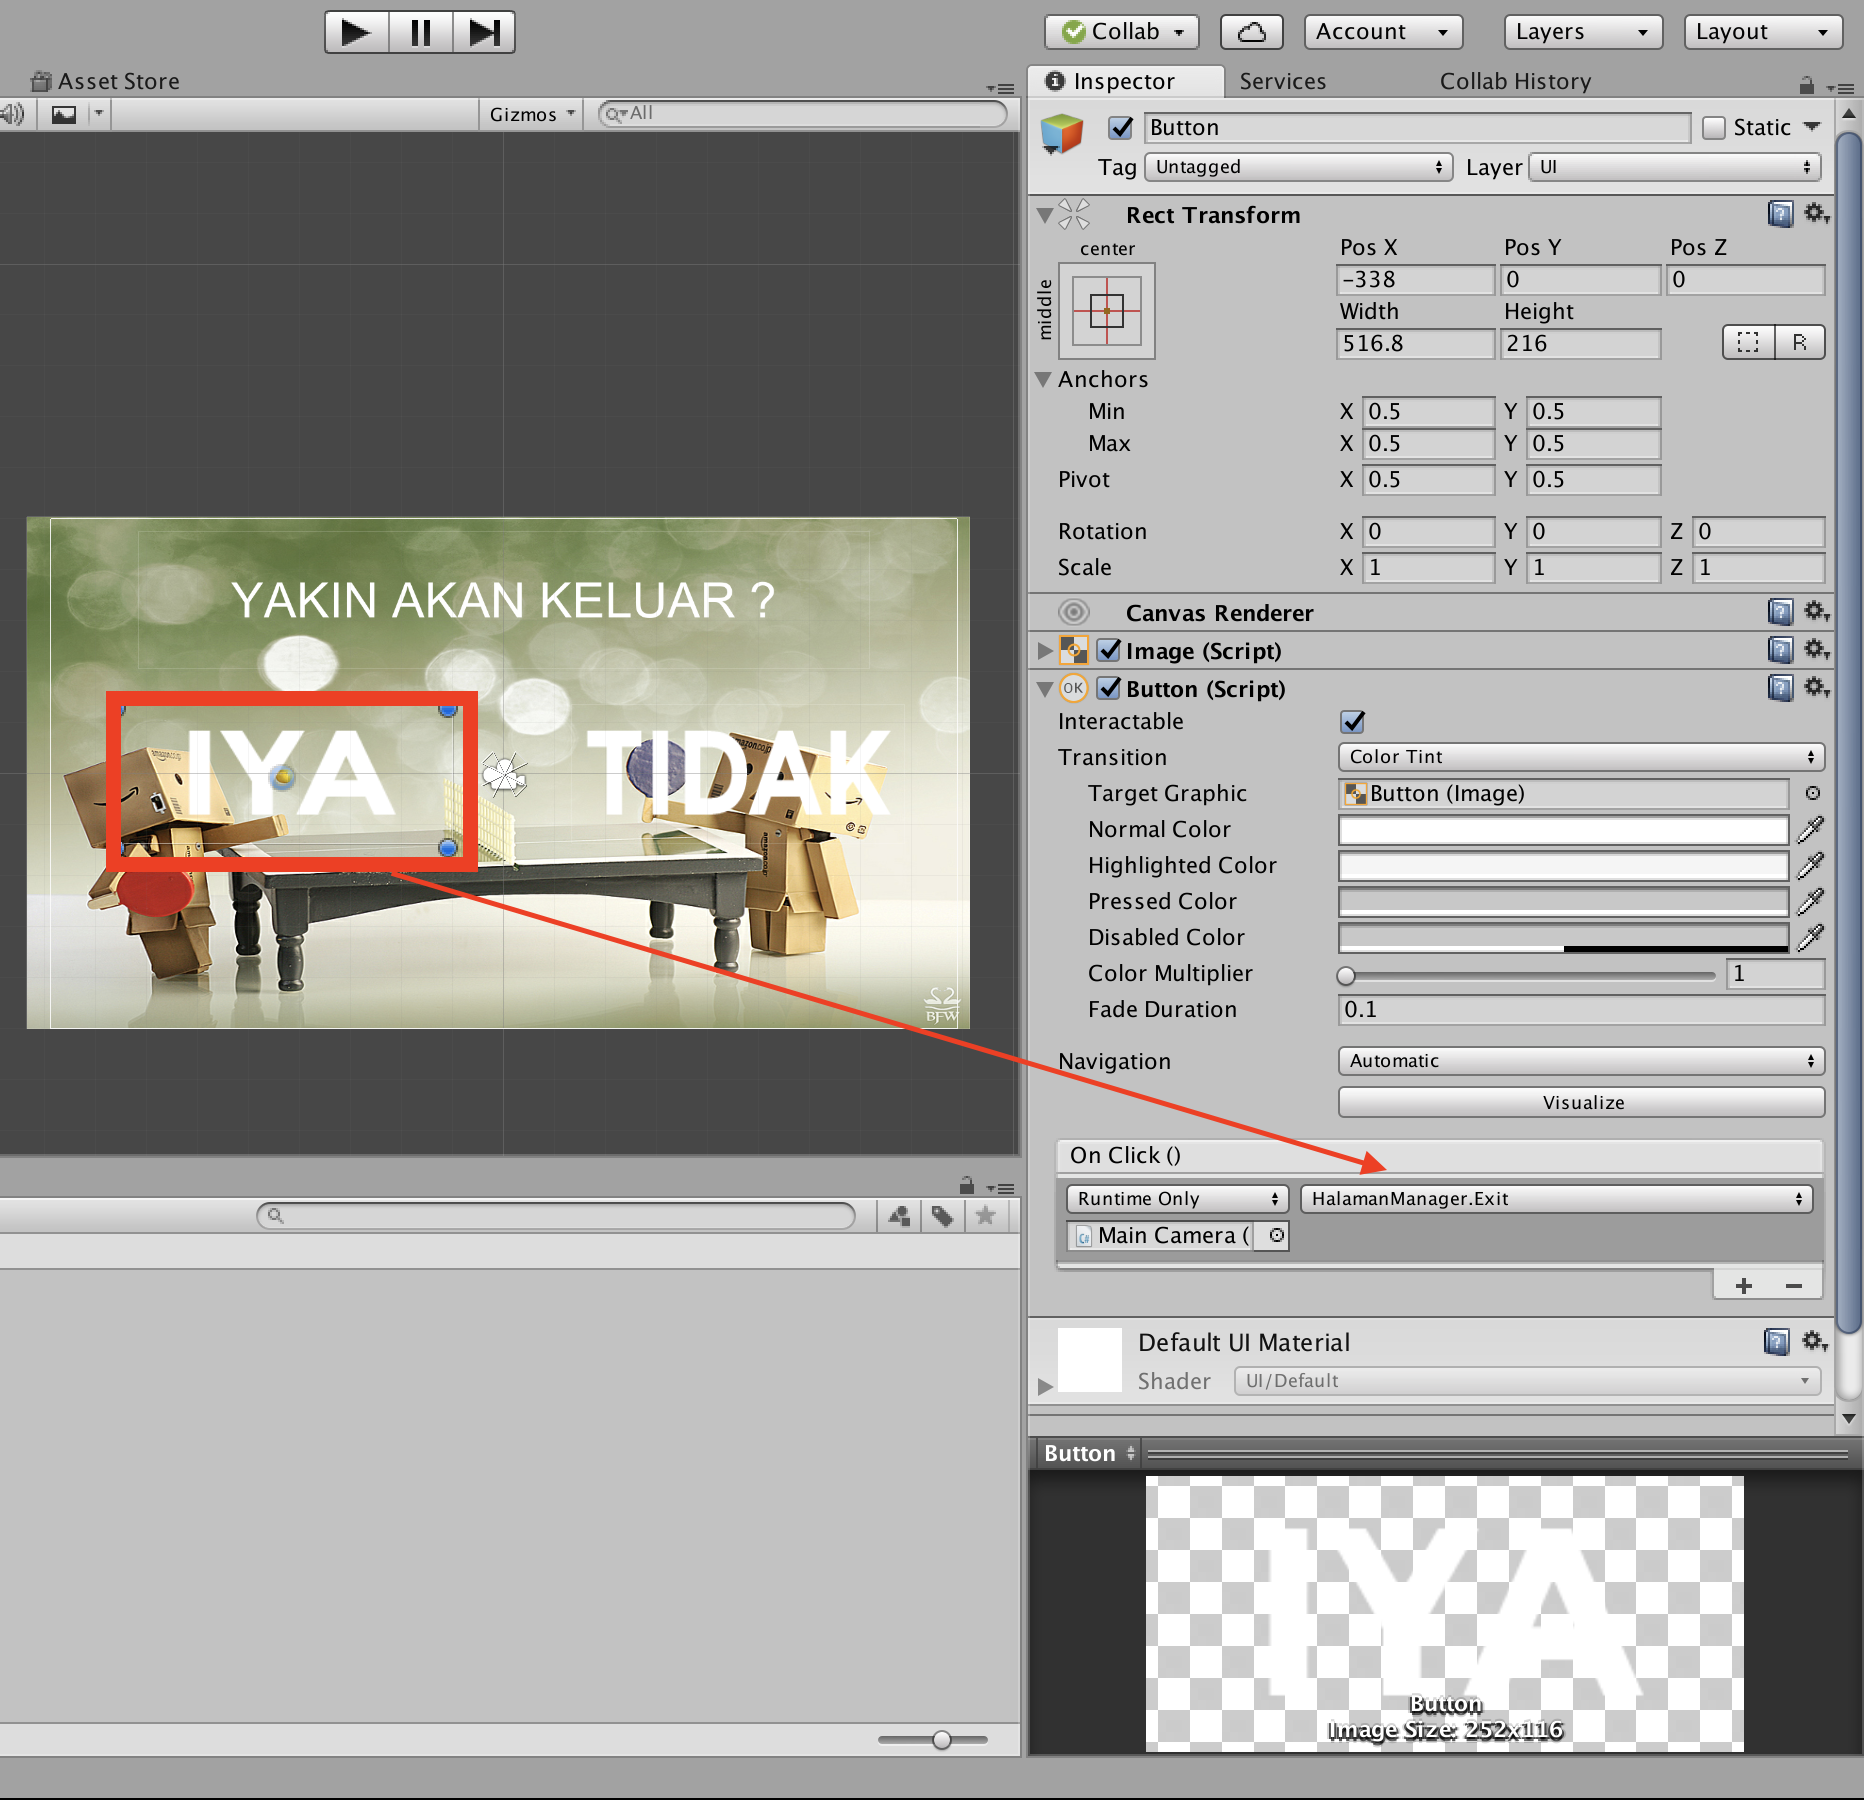 Collab
Account
Layers
Layout
Asset Store
Inspector
Services
Collab History
Gizmos
All
Button
Static
Tag
Untagged
Layer
UI
Rect Transform
center
middle
Pos X
Pos Y
Pos Z
-338
0
0
Width
Height
516.8
216
R
Anchors
Min
X 0.5
Y 0.5
Max
X 0.5
Y 0.5
Pivot
X 0.5
Y 0.5
Rotation
X 0
Y 0
Z 0
Scale
X 1
Y 1
Z 1
Canvas Renderer
Image (Script)
OK
Button (Script)
Interactable
Transition
Color Tint
Target Graphic
Button (Image)
Normal Color
Highlighted Color
Pressed Color
Disabled Color
Color Multiplier
1
Fade Duration
0.1
Navigation
Automatic
Visualize
On Click ()
Runtime Only
HalamanManager.Exit
Main Camera (
Default UI Material
Shader
UI/Default
Button
IYA
Button
Image Size: 252x116
YAKIN AKAN KELUAR ?
IYA
TIDAK
BFW